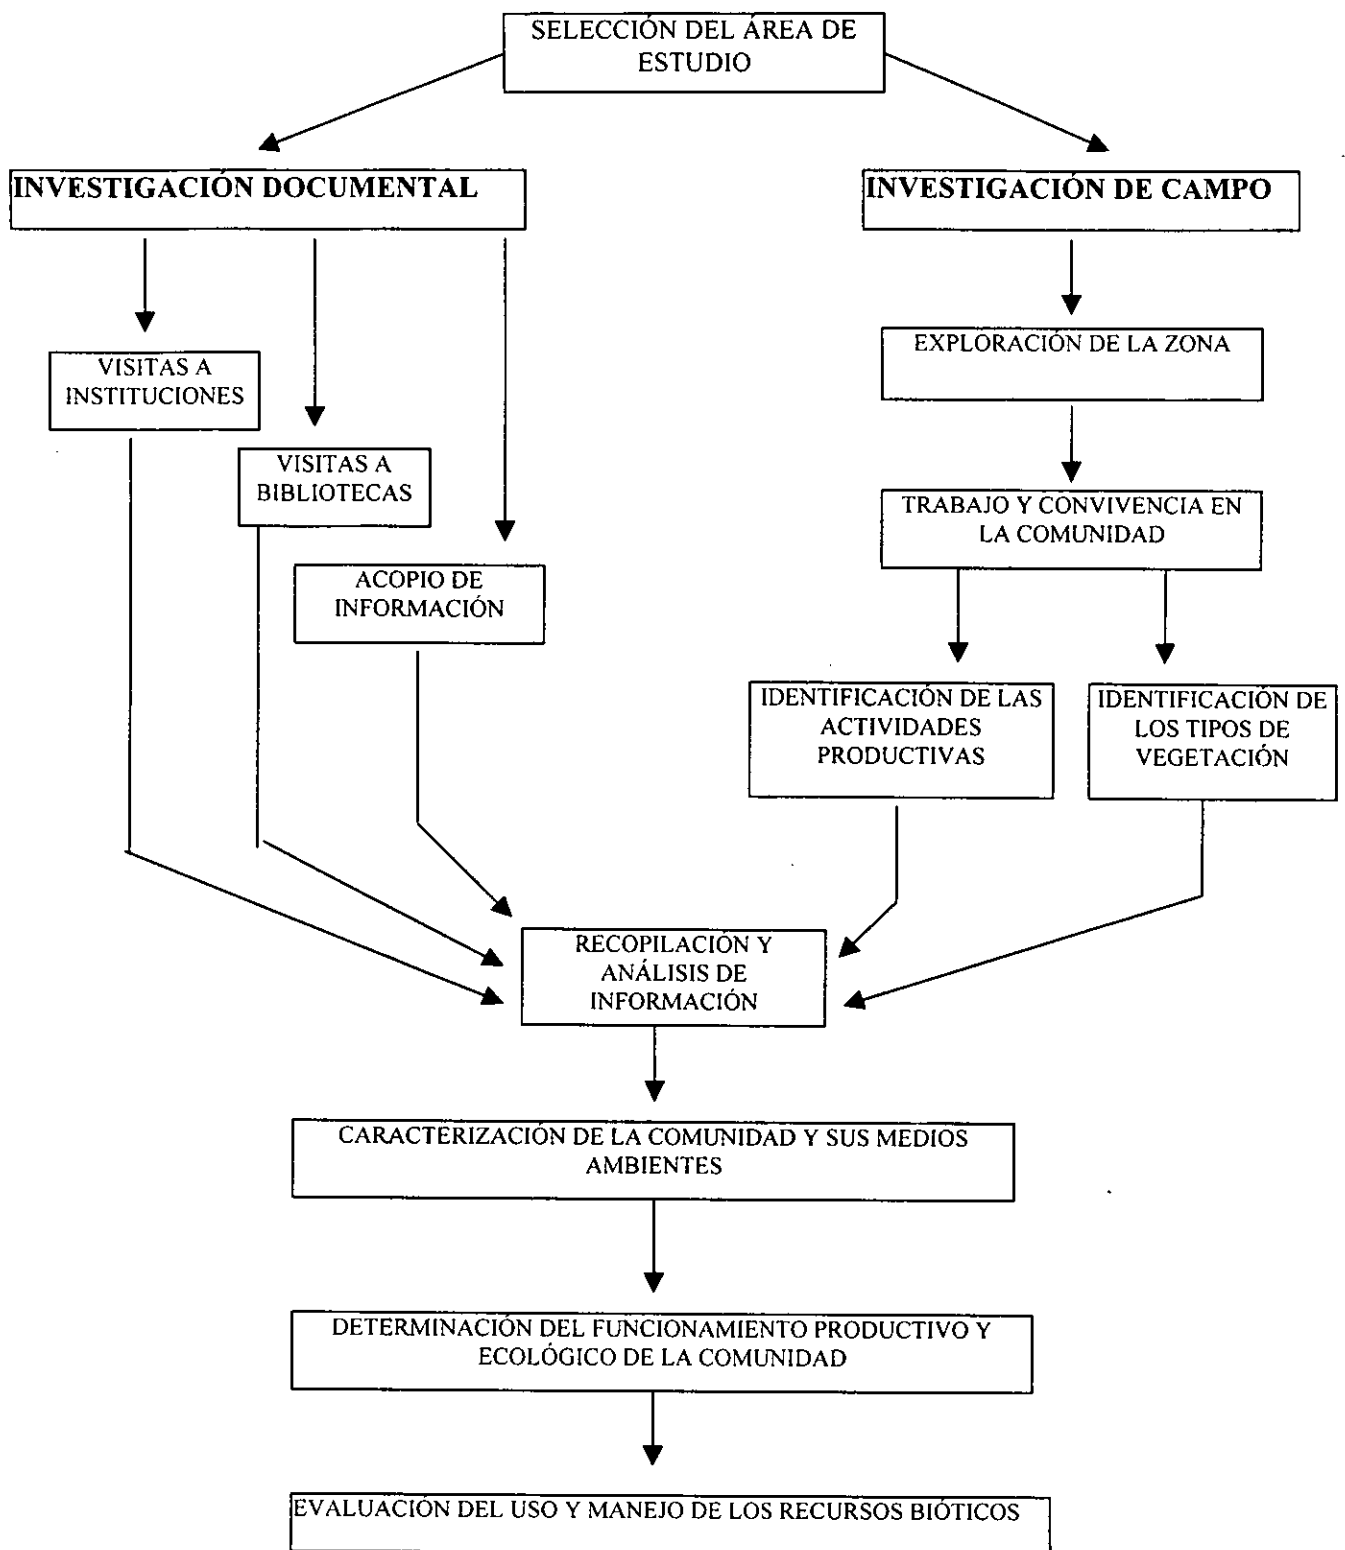 SELECCIÓN DEL ÁREA DE
ESTUDIO
INVESTIGACIÓN DOCUMENTAL
INVESTIGACIÓN DE CAMPO
VISITAS A
INSTITUCIONES
VISITAS A
BIBLIOTECAS
ACOPIO DE
INFORMACIÓN
EXPLORACIÓN DE LA ZONA
TRABAJO Y CONVIVENCIA EN
LA COMUNIDAD
IDENTIFICACIÓN DE LAS
ACTIVIDADES
PRODUCTIVAS
IDENTIFICACIÓN DE
LOS TIPOS DE
VEGETACIÓN
RECOPILACIÓN Y
ANÁLISIS DE
INFORMACIÓN
CARACTERIZACIÓN DE LA COMUNIDAD Y SUS MEDIOS
AMBIENTES
DETERMINACIÓN DEL FUNCIONAMIENTO PRODUCTIVO Y
ECOLÓGICO DE LA COMUNIDAD
EVALUACIÓN DEL USO Y MANEJO DE LOS RECURSOS BIÓTICOS